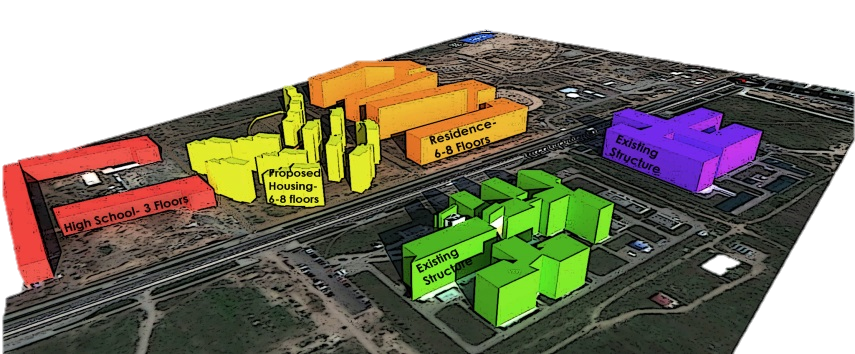 Residence-
6-8 Floors
Existing
Structure
Proposed
Housing-
6-8 floors
High School- 3 Floors
Existing
Structure